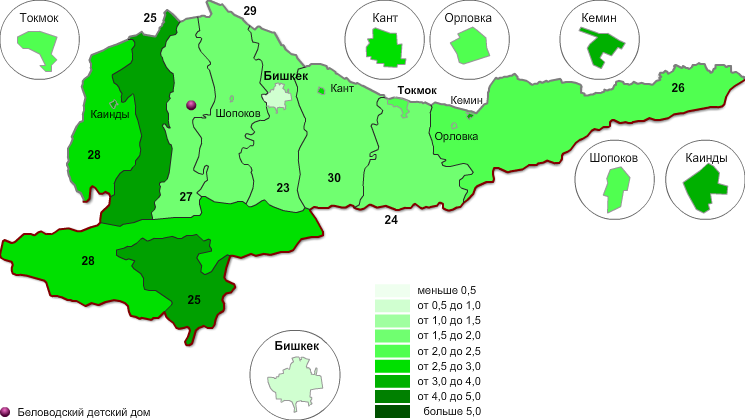 Токмок
25
29
Кант
Орловка
Кемин
Бишкек
Каинды
Шопоков
Кант
Токмок
Кемин
Орловка
26
28
27
23
30
24
Шопоков
Каинды
28
25
Бишкек
меньше 0,5
от 0,5 до 1,0
от 1,0 до 1,5
от 1,5 до 2,0
от 2,0 до 2,5
от 2,5 до 3,0
от 3,0 до 4,0
от 4,0 до 5,0
больше 5,0
Беловодский детский дом